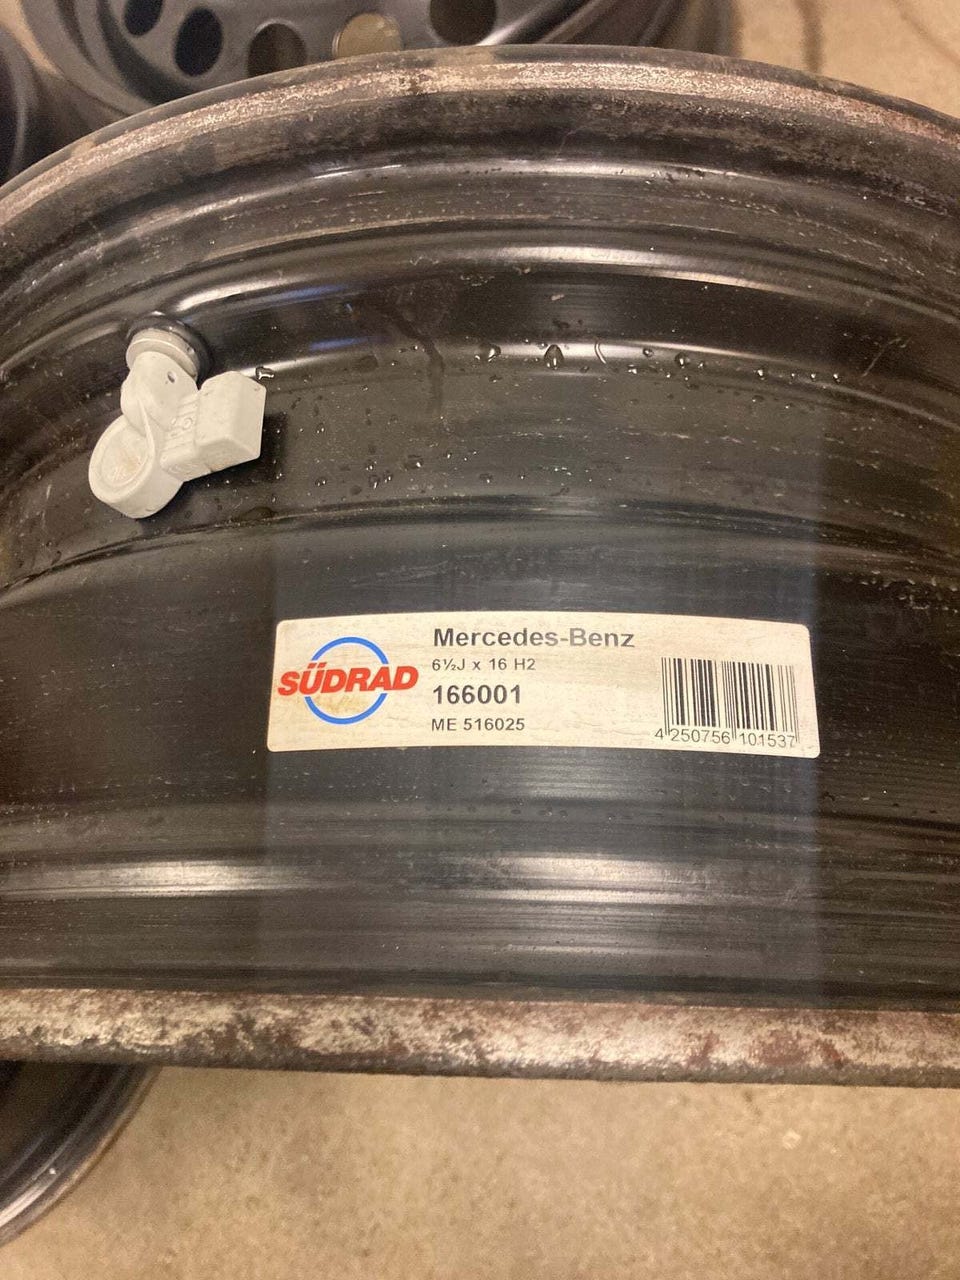 SÜDRAD
Mercedes-Benz
6½J x 16 H2
166001
ME 516025
4 250756 101537